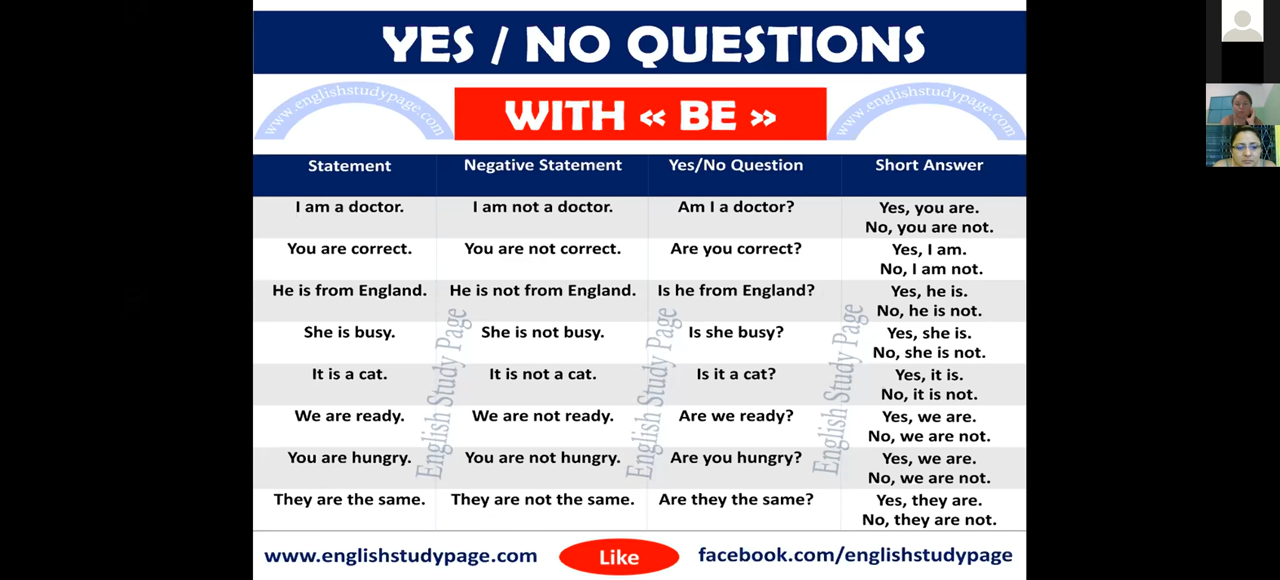 YES / NO QUESTIONS
www.englishstudypage.com
WITH « BE »
www.englishstudypage.com
Statement Negative Statement Yes/No Question Short Answer
I am a doctor. I am not a doctor. Am I a doctor? Yes, you are.
No, you are not.
You are correct. You are not correct. Are you correct? Yes, I am.
No, I am not.
He is from England. He is not from England. Is he from England? Yes, he is.
No, he is not.
She is busy. She is not busy. Is she busy? Yes, she is.
No, she is not.
It is a cat. It is not a cat. Is it a cat? Yes, it is.
No, it is not.
We are ready. We are not ready. Are we ready? Yes, we are.
No, we are not.
You are hungry. You are not hungry. Are you hungry? Yes, we are.
No, we are not.
They are the same. They are not the same. Are they the same? Yes, they are.
No, they are not.
English Study Page
English Study Page
English Study Page
www.englishstudypage.com Like facebook.com/englishstudypage